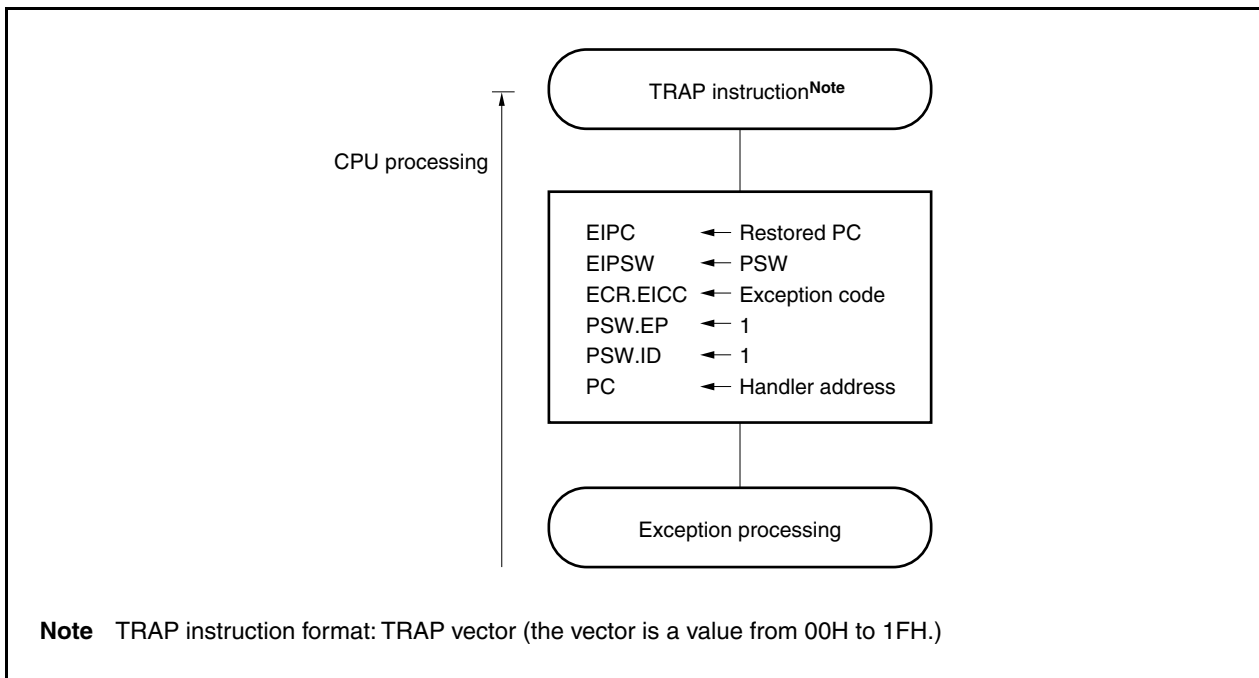 TRAP instructionNote
CPU processing
EIPC ← Restored PC
EIPSW ← PSW
ECR.EICC ← Exception code
PSW.EP ← 1
PSW.ID ← 1
PC ← Handler address
Exception processing
Note TRAP instruction format: TRAP vector (the vector is a value from 00H to 1FH.)